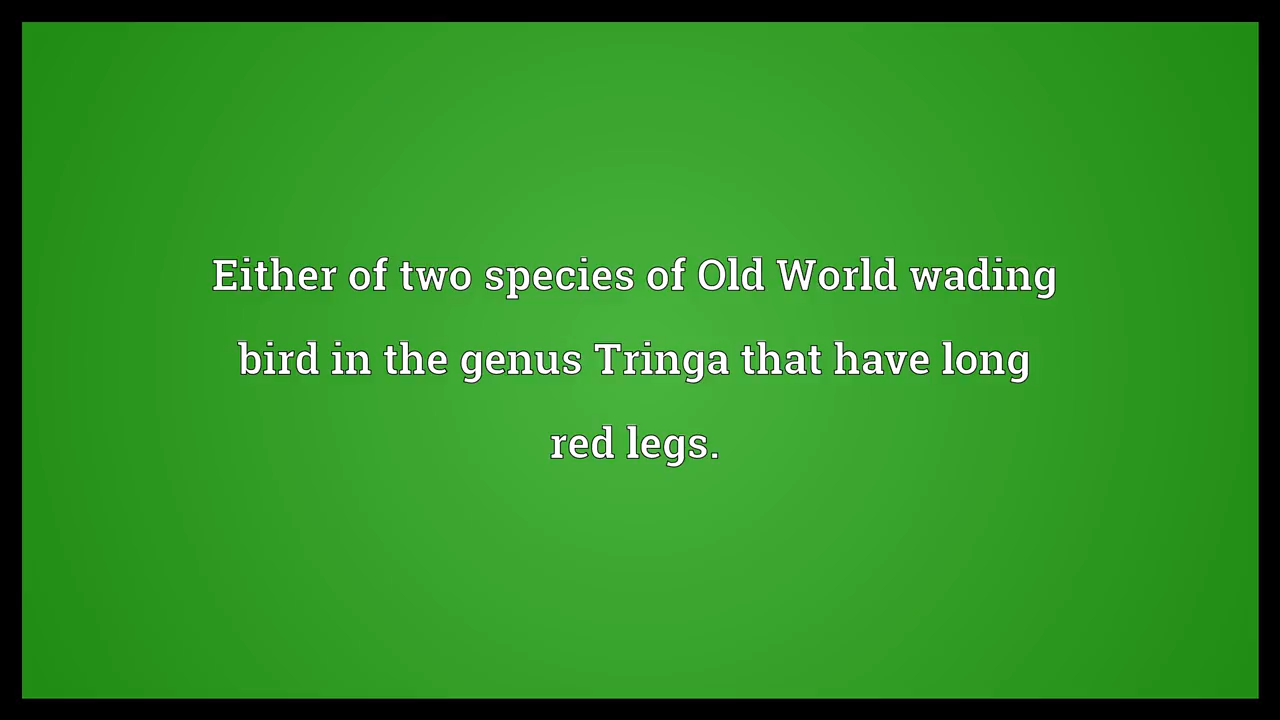 Either of two species of Old World wading
bird in the genus Tringa that have long
red legs.